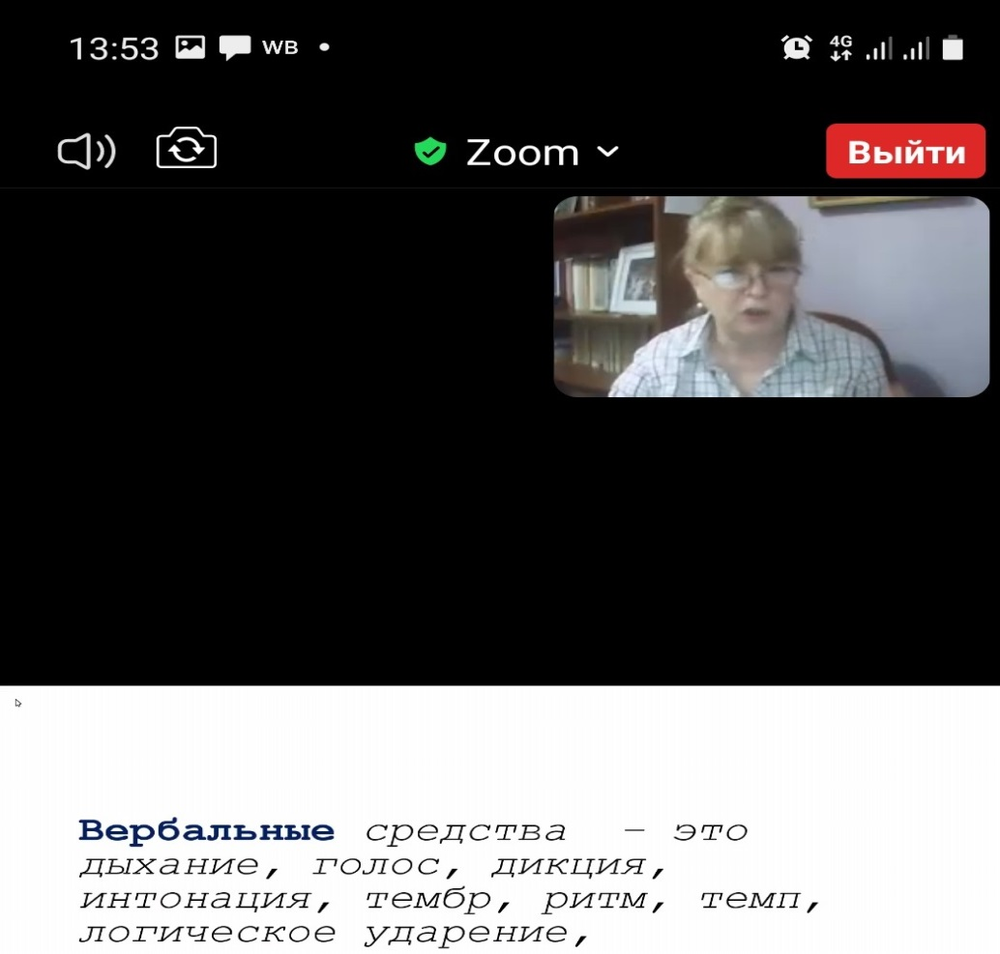 13:53 WB 4G
Zoom Выйти
Вербальные средства – это
дыхание, голос, дикция,
интонация, тембр, ритм, темп,
логическое ударение,